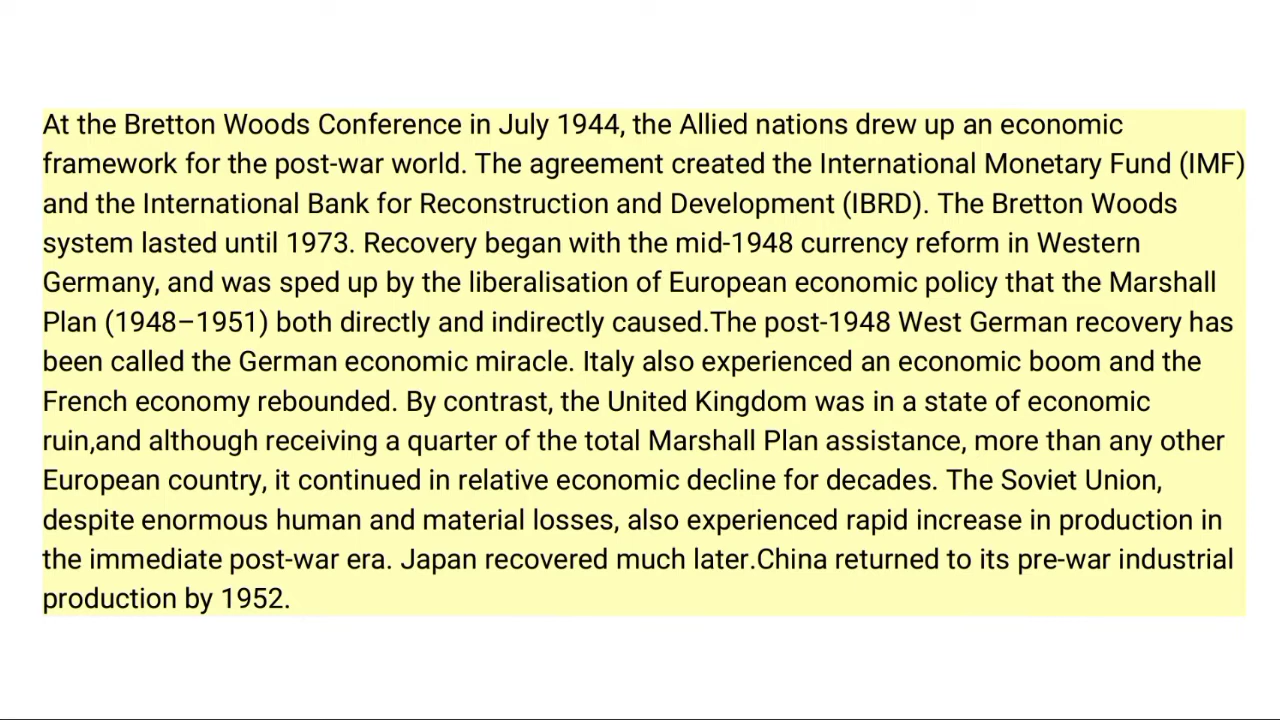 At the Bretton Woods Conference in July 1944, the Allied nations drew up an economic
framework for the post-war world. The agreement created the International Monetary Fund (IMF)
and the International Bank for Reconstruction and Development (IBRD). The Bretton Woods
system lasted until 1973. Recovery began with the mid-1948 currency reform in Western
Germany, and was sped up by the liberalisation of European economic policy that the Marshall
Plan (1948–1951) both directly and indirectly caused.The post-1948 West German recovery has
been called the German economic miracle. Italy also experienced an economic boom and the
French economy rebounded. By contrast, the United Kingdom was in a state of economic
ruin,and although receiving a quarter of the total Marshall Plan assistance, more than any other
European country, it continued in relative economic decline for decades. The Soviet Union,
despite enormous human and material losses, also experienced rapid increase in production in
the immediate post-war era. Japan recovered much later.China returned to its pre-war industrial
production by 1952.